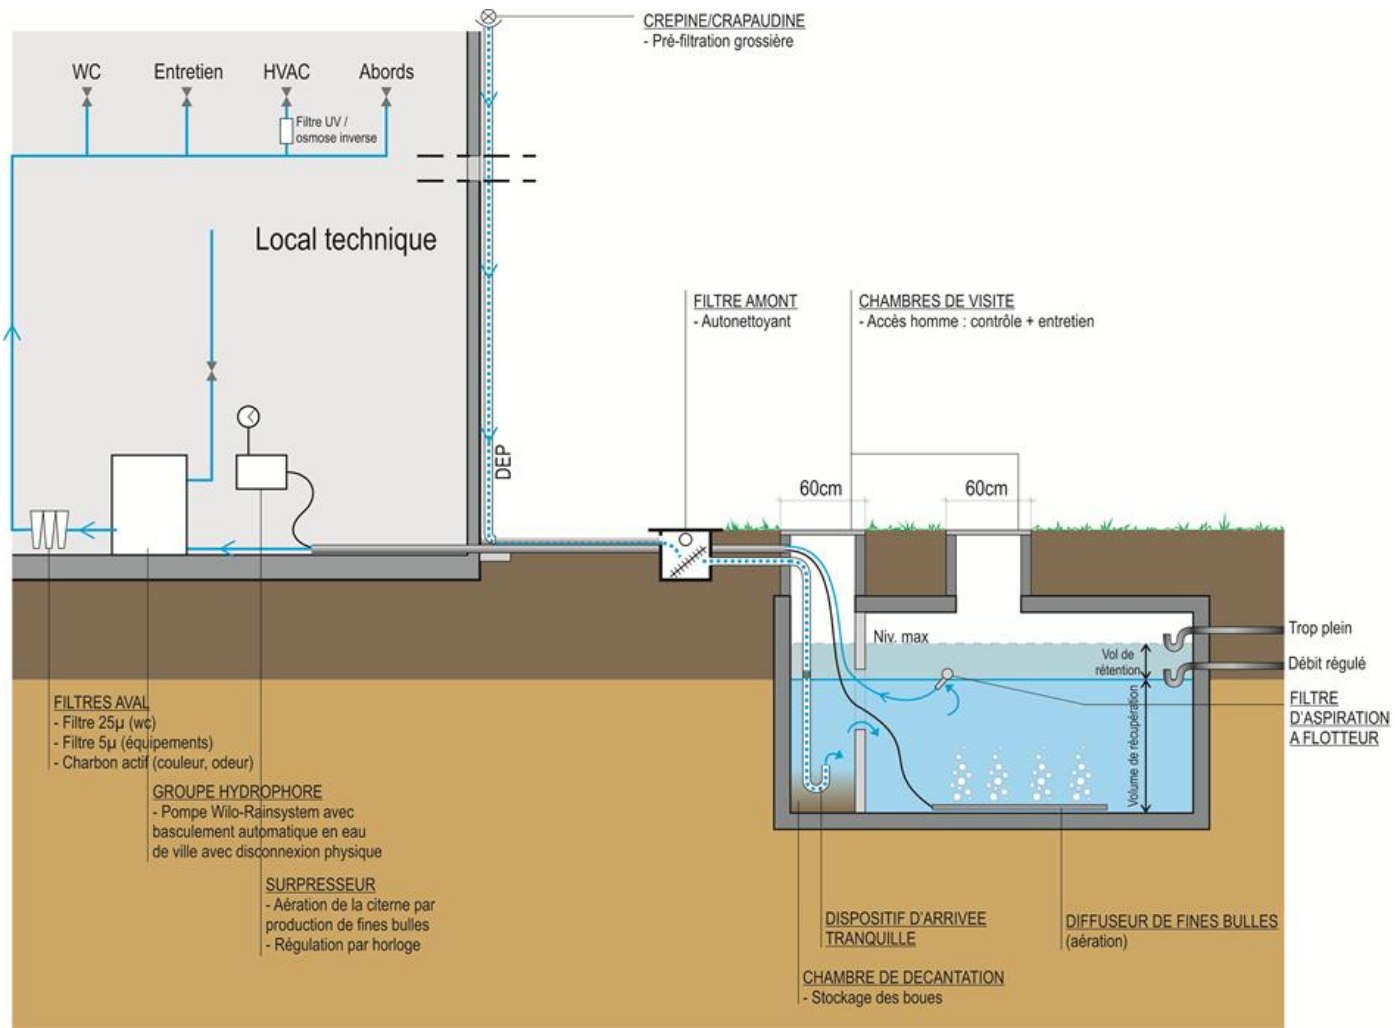 CREPINE/CRAPAUDINE
- Pré-filtration grossière
WC
Entretien
HVAC
Abords
Filtre UV /
osmose inverse
Local technique
FILTRE AMONT
- Autonettoyant
CHAMBRES DE VISITE
- Accès homme : contrôle + entretien
DEP
60cm
60cm
Niv. max
Vol de
rétention
Volume de récupération
Trop plein
Débit régulé
FILTRE
D'ASPIRATION
A FLOTTEUR
FILTRES AVAL
- Filtre 25µ (wc)
- Filtre 5µ (équipements)
- Charbon actif (couleur, odeur)
GROUPE HYDROPHORE
- Pompe Wilo-Rainsystem avec
basculement automatique en eau
de ville avec disconnexion physique
SURPRESSEUR
- Aération de la citerne par
production de fines bulles
- Régulation par horloge
DISPOSITIF D'ARRIVEE
TRANQUILLE
DIFFUSEUR DE FINES BULLES
(aération)
CHAMBRE DE DECANTATION
- Stockage des boues